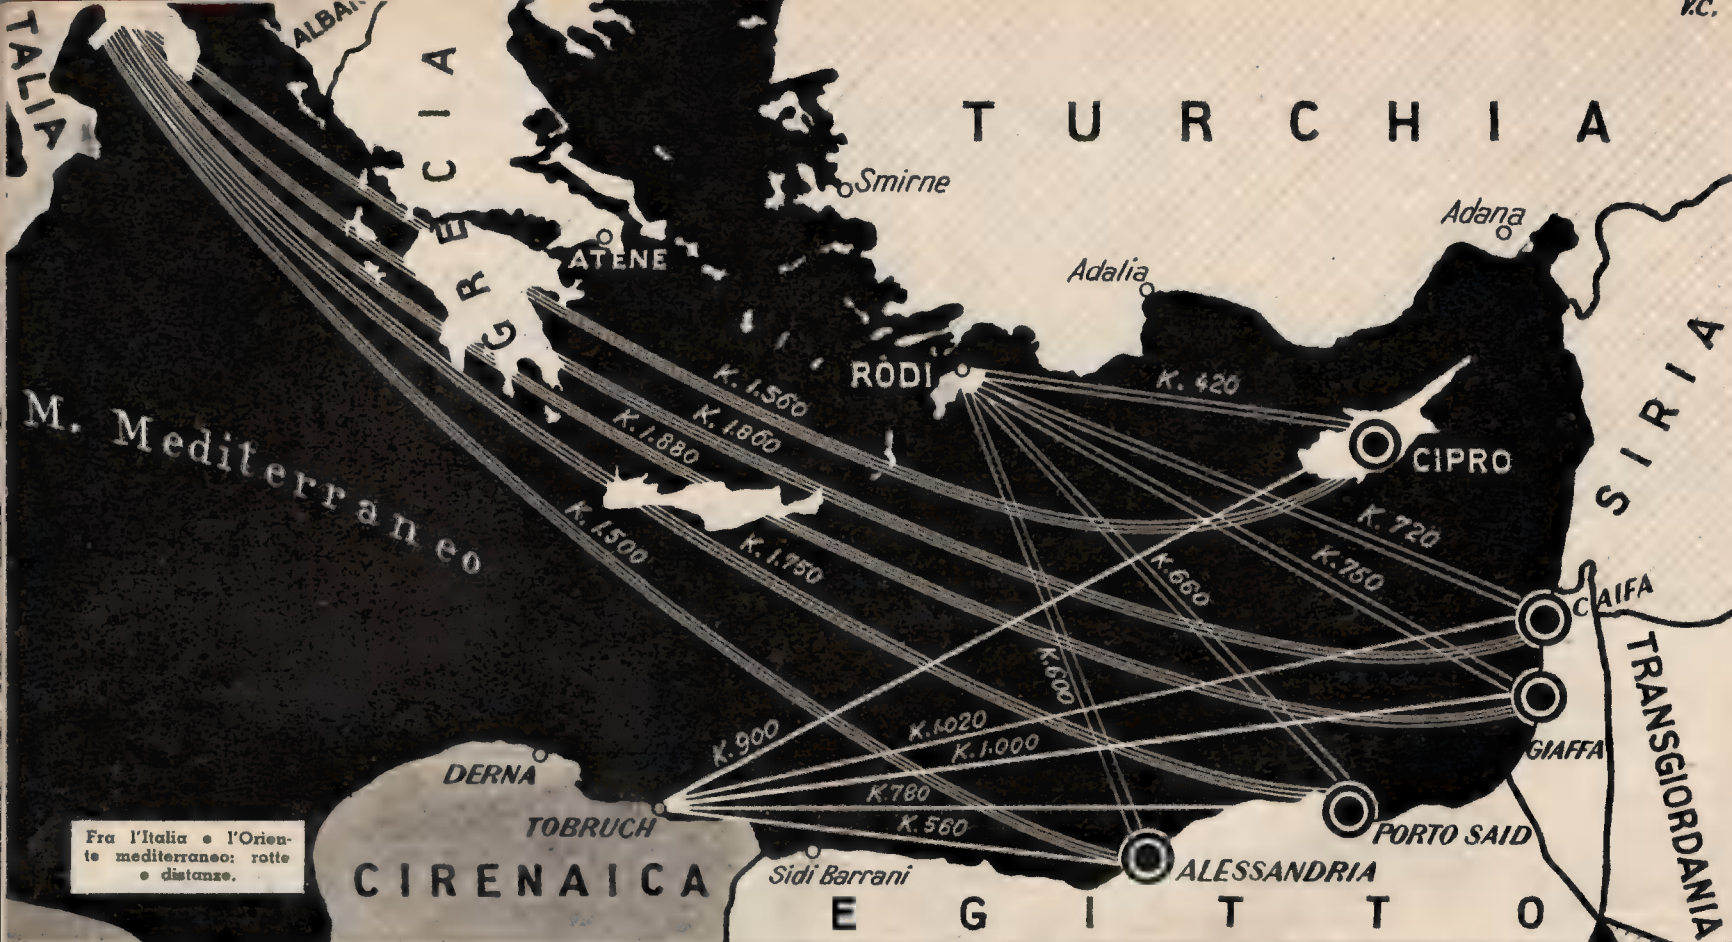 V.C.
TALIA
ALBAN
GRECIA
TURCHIA
Smirne
Adana
ATENE
Adalia
SIRIA
RODI
K. 420
K. 1.560
K. 1.860
K. 1.880
CIPRO
M. Mediterraneo
K. 1.500
K. 1.750
K. 720
K. 750
K. 660
CAIFA
K. 600
TRANSGIORDANIA
K. 900
K. 1.020
K. 1.000
GIAFFA
DERNA
K. 780
K. 560
TOBRUCH
PORTO SAID
Fra l'Italia e l'Orien-
te mediterraneo: rotte
e distanze.
CIRENAICA
Sidi Barrani
ALESSANDRIA
EGITTO